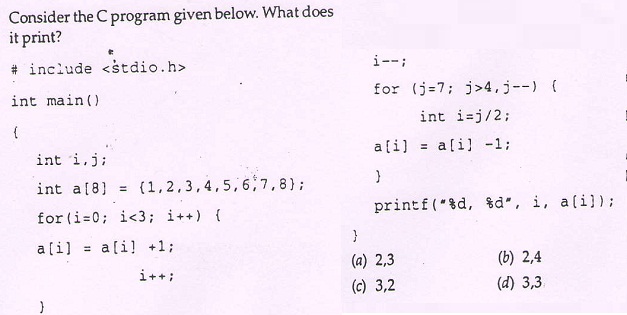 Consider the C program given below. What does
it print?
# include <stdio.h>
int main()
{
int i,j;
int a[8] = {1,2,3,4,5,6,7,8};
for(i=0; i<3; i++) {
a[i] = a[i] +1;
i++;
}
i--;
for (j=7; j>4,j--) {
int i=j/2;
a[i] = a[i] -1;
}
printf("%d, %d", i, a[i]);
}
(a) 2,3 (b) 2,4
(c) 3,2 (d) 3,3